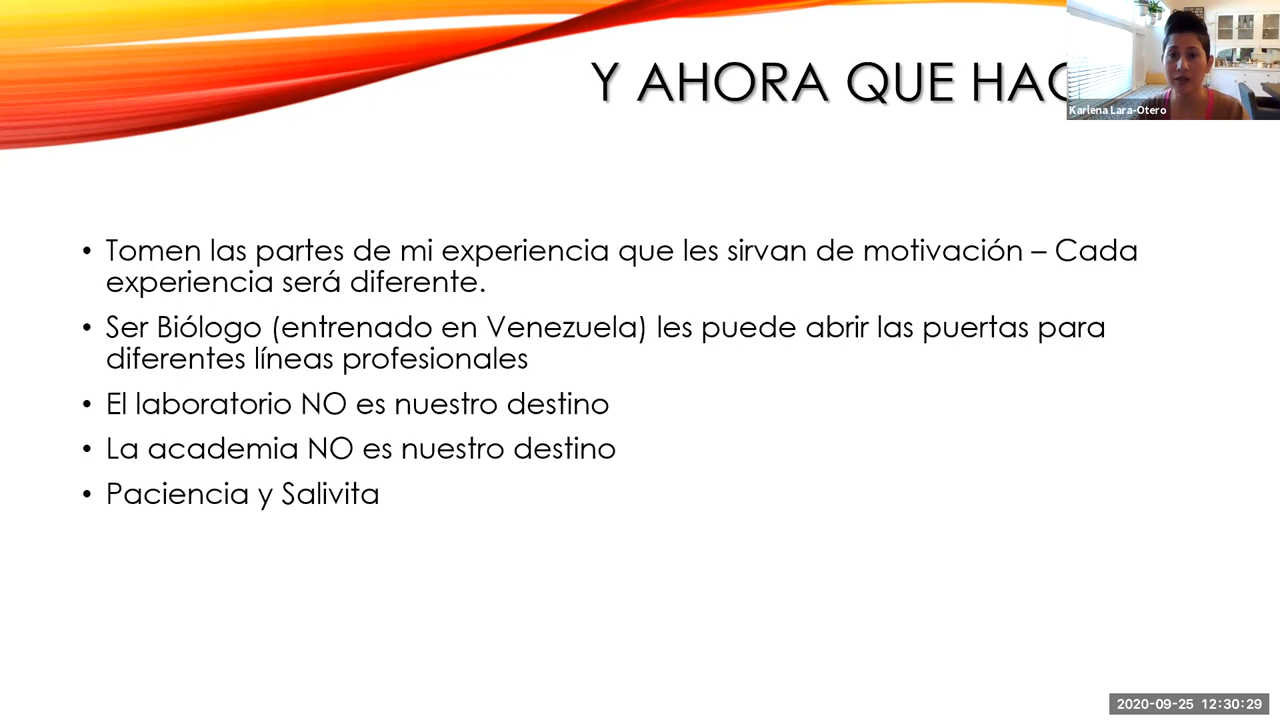 Y AHORA QUE
Karlena Lara-Otero
• Tomen las partes de mi experiencia que les sirvan de motivación – Cada
experiencia será diferente.
• Ser Biólogo (entrenado en Venezuela) les puede abrir las puertas para
diferentes líneas profesionales
• El laboratorio NO es nuestro destino
• La academia NO es nuestro destino
• Paciencia y Salivita
2020-09-25 12:30:29